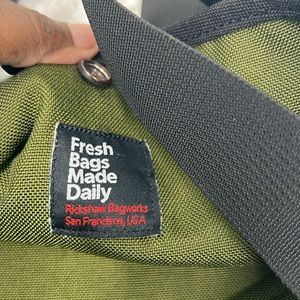 Fresh
Bags
Made
Daily
Rickshaw Bagworks
San Francisco, USA